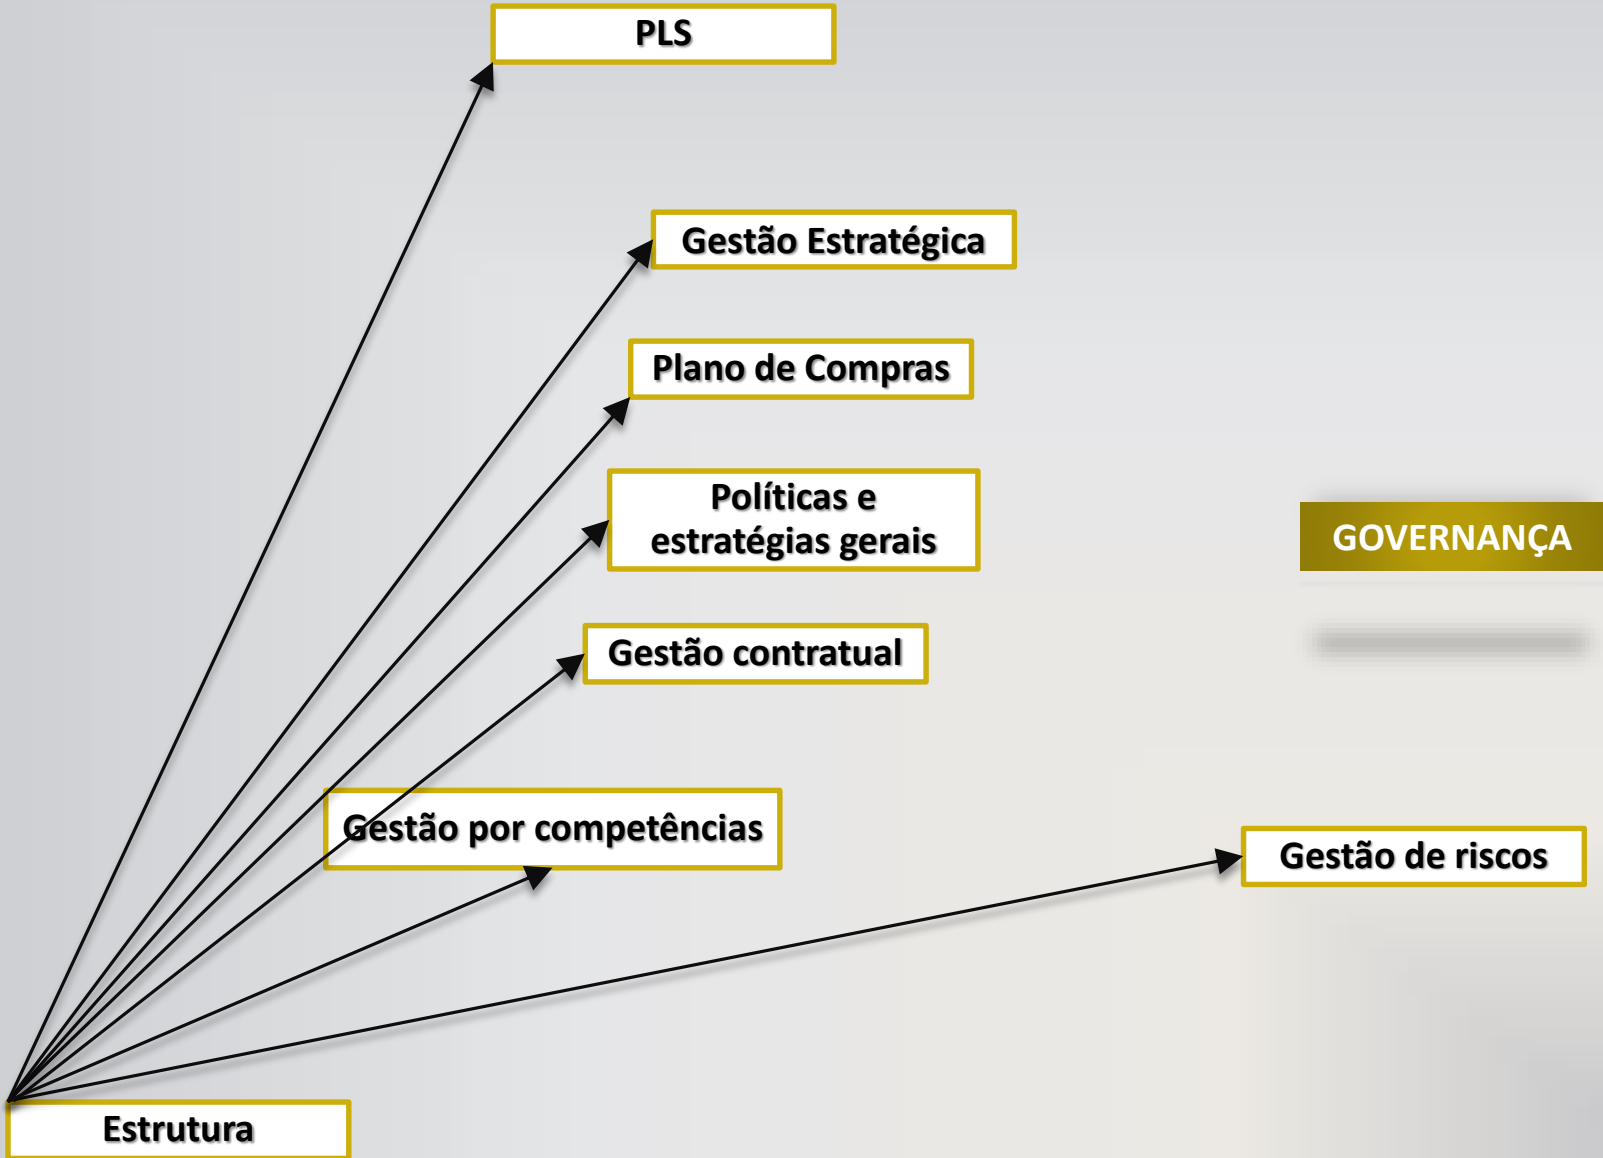 PLS
Gestão Estratégica
Plano de Compras
Políticas e
estratégias gerais
GOVERNANÇA
Gestão contratual
Gestão por competências
Gestão de riscos
Estrutura